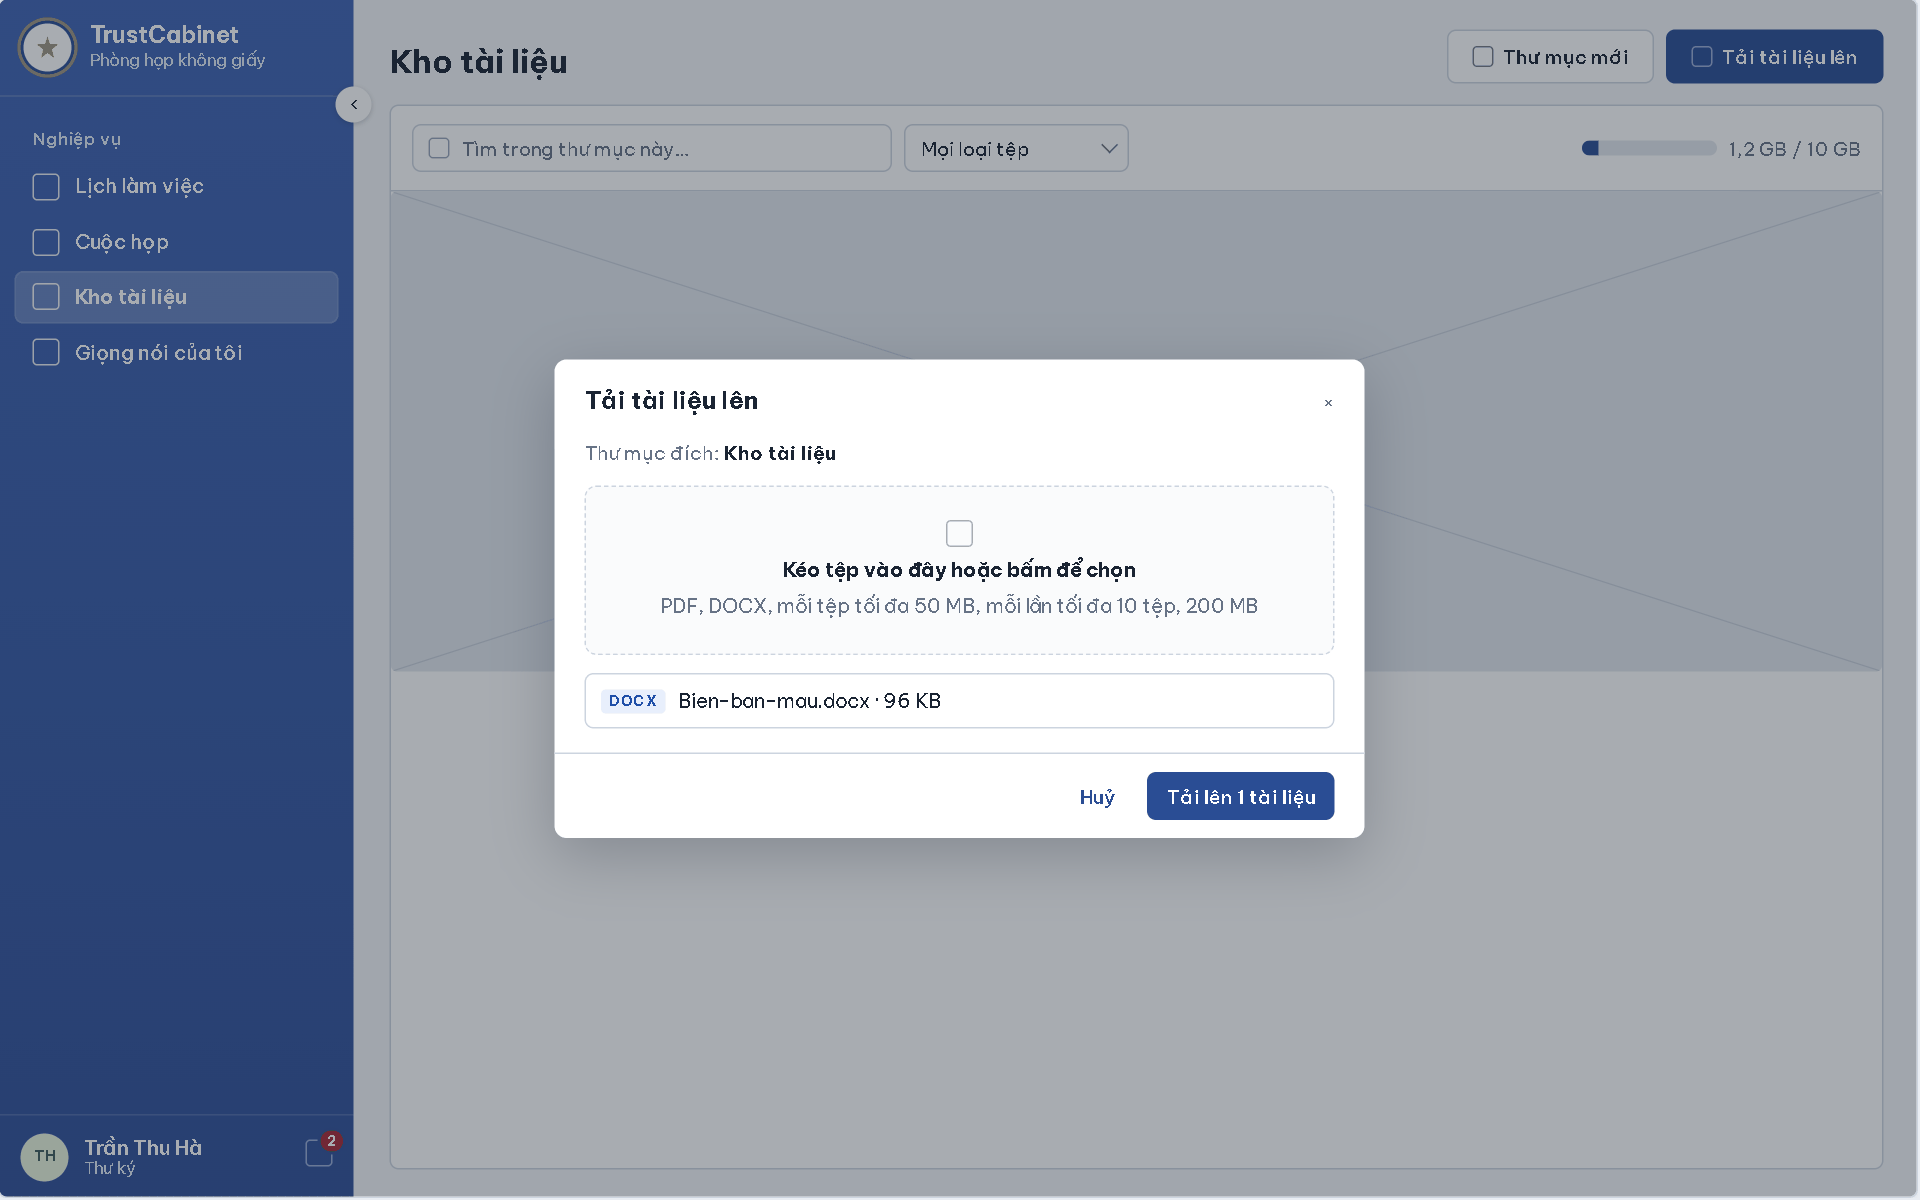 TrustCabinet
Phòng họp không giấy
Nghiệp vụ
Lịch làm việc
Cuộc họp
Kho tài liệu
Giọng nói của tôi
Trần Thu Hà
Thư ký
TH
2
Kho tài liệu
Thư mục mới
Tải tài liệu lên
Tìm trong thư mục này...
Mọi loại tệp
1,2 GB / 10 GB
Tải tài liệu lên
×
Thư mục đích: Kho tài liệu
Kéo tệp vào đây hoặc bấm để chọn
PDF, DOCX, mỗi tệp tối đa 50 MB, mỗi lần tối đa 10 tệp, 200 MB
DOCX Bien-ban-mau.docx · 96 KB
Huỷ
Tải lên 1 tài liệu